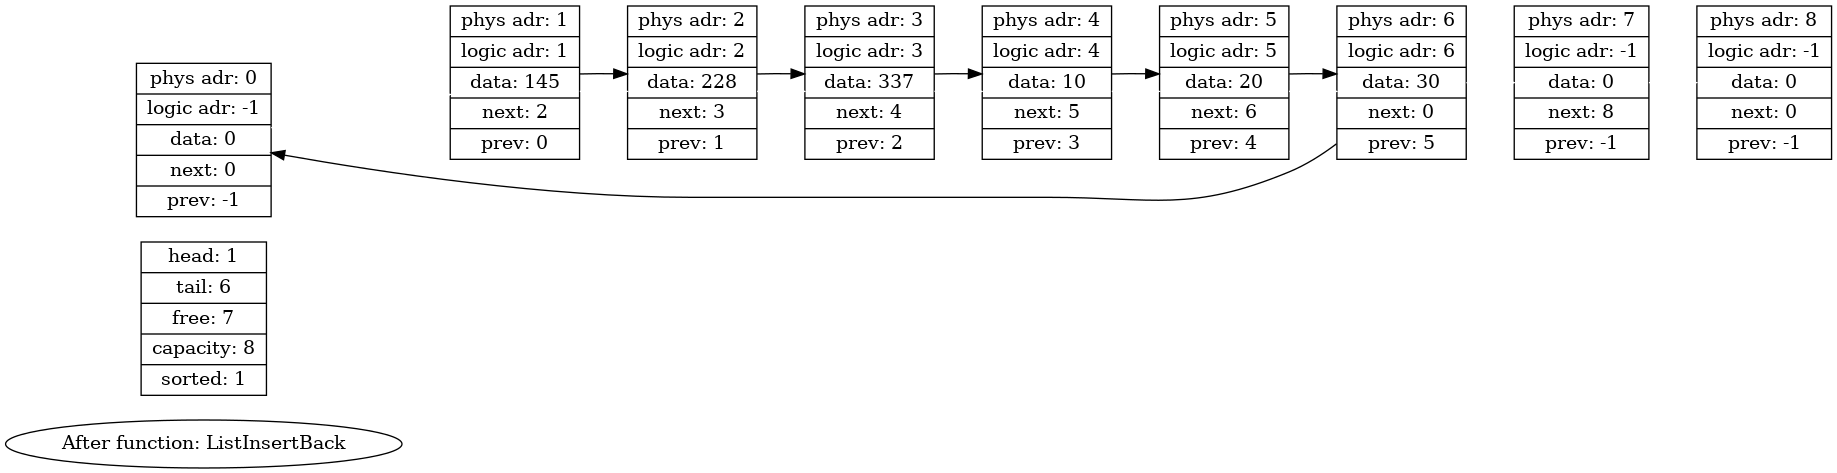 phys adr: 0
logic adr: -1
data: 0
next: 0
prev: -1
phys adr: 1
logic adr: 1
data: 145
next: 2
prev: 0
phys adr: 2
logic adr: 2
data: 228
next: 3
prev: 1
phys adr: 3
logic adr: 3
data: 337
next: 4
prev: 2
phys adr: 4
logic adr: 4
data: 10
next: 5
prev: 3
phys adr: 5
logic adr: 5
data: 20
next: 6
prev: 4
phys adr: 6
logic adr: 6
data: 30
next: 0
prev: 5
phys adr: 7
logic adr: -1
data: 0
next: 8
prev: -1
phys adr: 8
logic adr: -1
data: 0
next: 0
prev: -1
head: 1
tail: 6
free: 7
capacity: 8
sorted: 1
After function: ListInsertBack